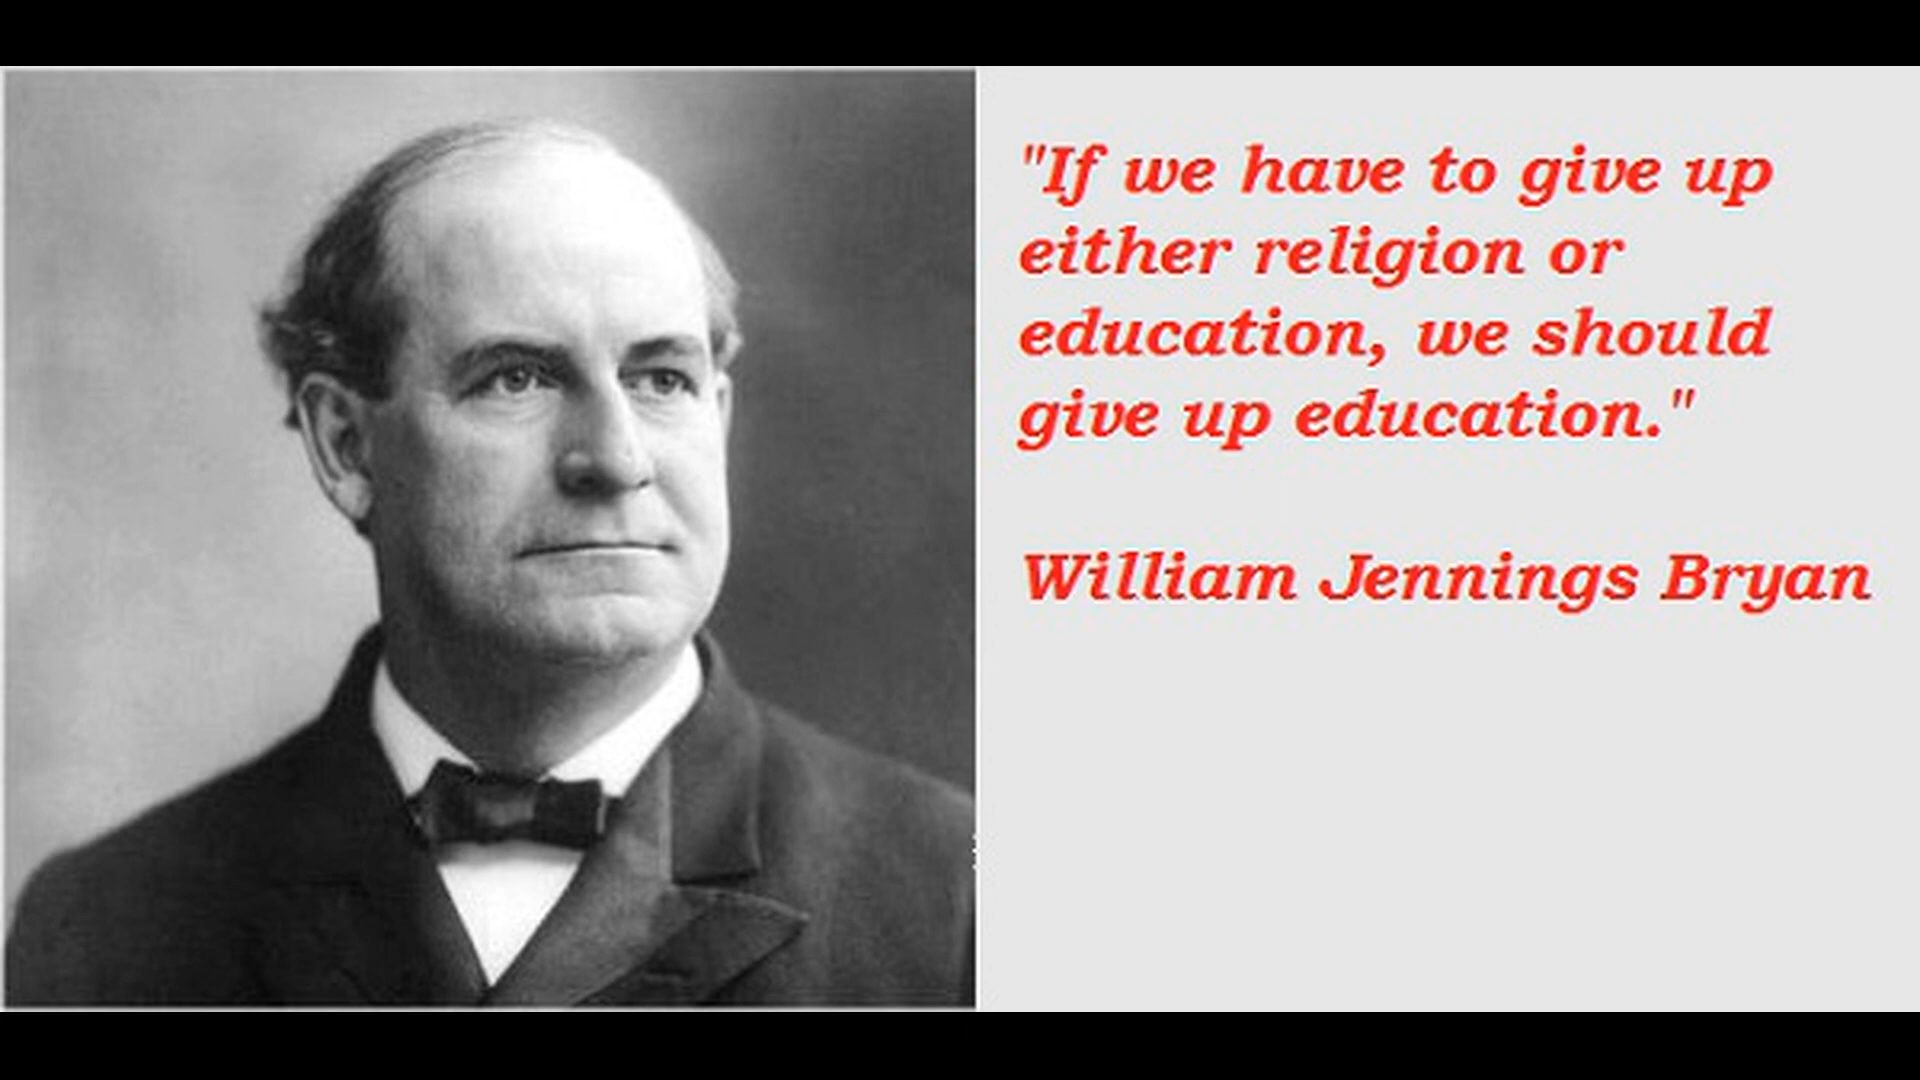 "If we have to give up
either religion or
education, we should
give up education."
William Jennings Bryan